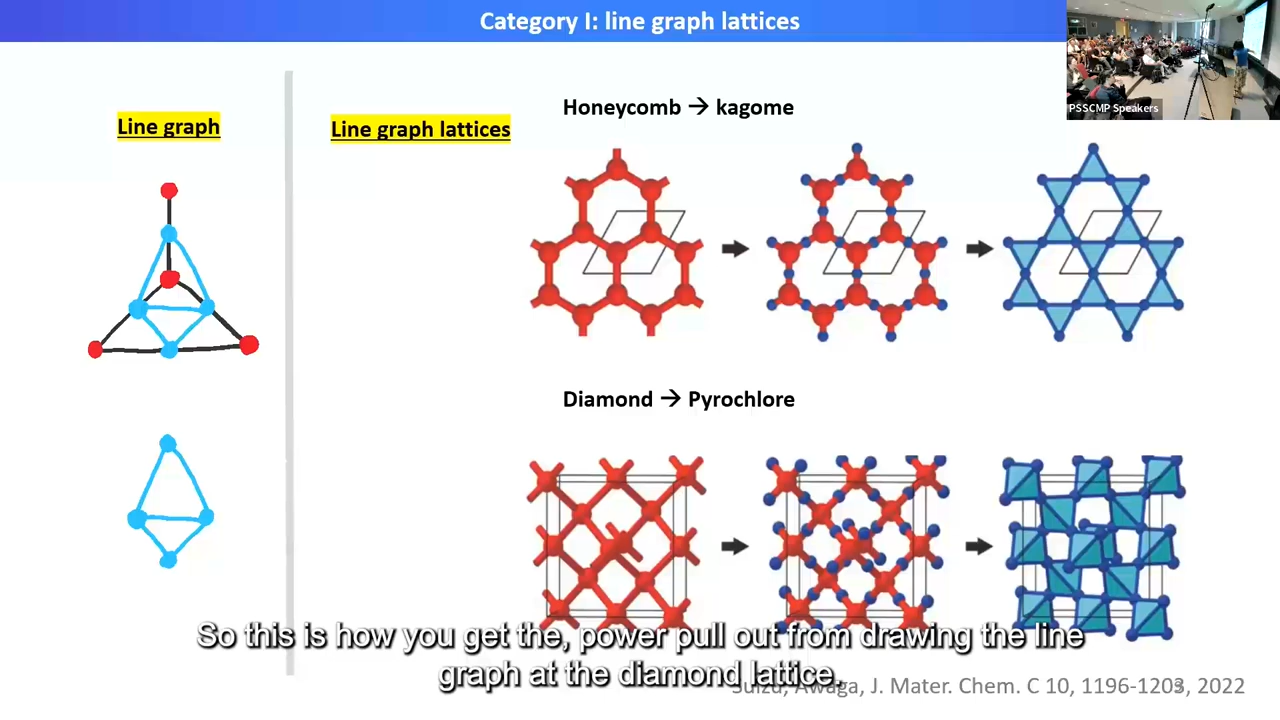 Category I: line graph lattices
PSSCMP Speakers
Line graph
Line graph lattices
Honeycomb → kagome
Diamond → Pyrochlore
So this is how you get the, power pull out from drawing the line
graph at the diamond lattice.
Suizu, Awaga, J. Mater. Chem. C 10, 1196-1203, 2022